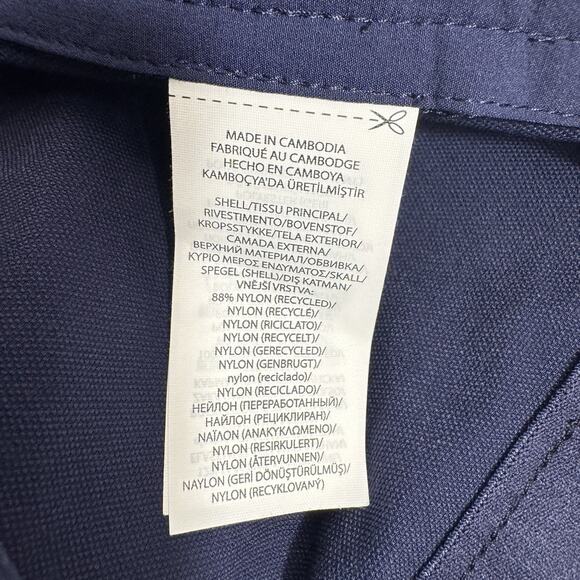 MADE IN CAMBODIA
FABRIQUÉ AU CAMBODGE
HECHO EN CAMBOYA
KAMBOÇYA'DA ÜRETİLMİŞTİR
SHELL/TISSU PRINCIPAL/
RIVESTIMENTO/BOVENSTOF/
KROPSSTYKKE/TELA EXTERIOR/
CAMADA EXTERNA/
ВЕРХНИЙ МАТЕРИАЛ/ОБВИВКА/
ΚΥΡΙΟ ΜΕΡΟΣ ΕΝΔΥΜΑΤΟΣ/SKALL/
SPEGEL (SHELL)/DIŞ KATMAN/
VNĚJŠÍ VRSTVA:
88% NYLON (RECYCLED)/
NYLON (RECYCLÉ)/
NYLON (RICICLATO)/
NYLON (RECYCELT)/
NYLON (GERECYCLED)/
NYLON (GENBRUGT)/
nylon (reciclado)/
NYLON (RECICLADO)/
НЕЙЛОН (ПЕРЕРАБОТАННЫЙ)/
НАЙЛОН (РЕЦИКЛИРАН)/
ΝΑΪΛΟΝ (ΑΝΑΚΥΚΛΩΜΕΝΟ)/
NYLON (RESIRKULERT)/
NYLON (ÅTERVUNNEN)/
NAYLON (GERİ DÖNÜŞTÜRÜLMÜŞ)/
NYLON (RECYKLOVANÝ)